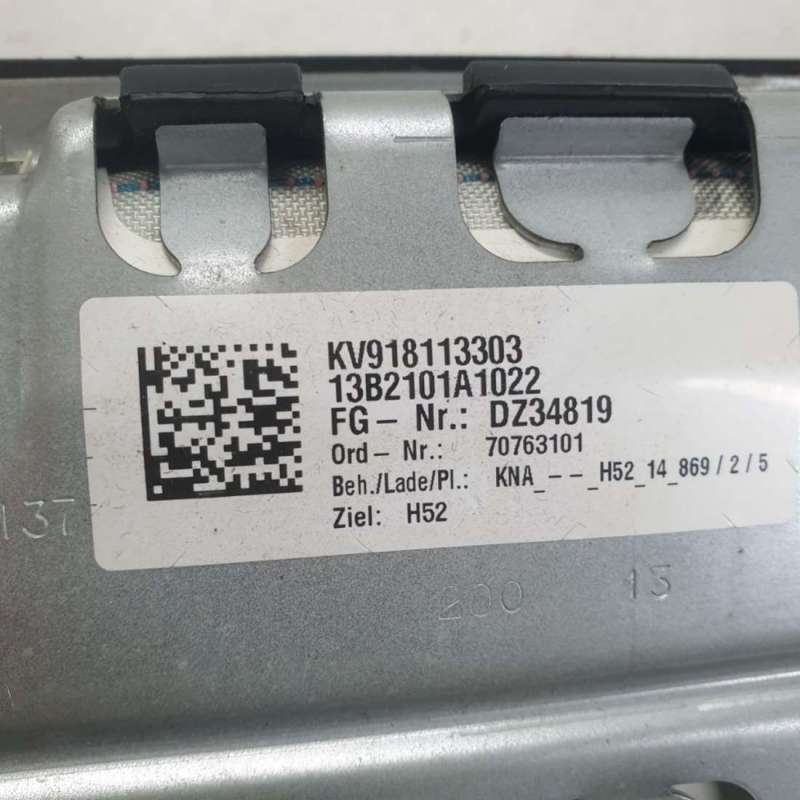 KV918113303
13B2101A1022
FG- Nr.: DZ34819
Ord- Nr.: 70763101
Beh./Lade/Pl.: KNA_--_H52_14_869/2/5
Ziel: H52
137
200 13